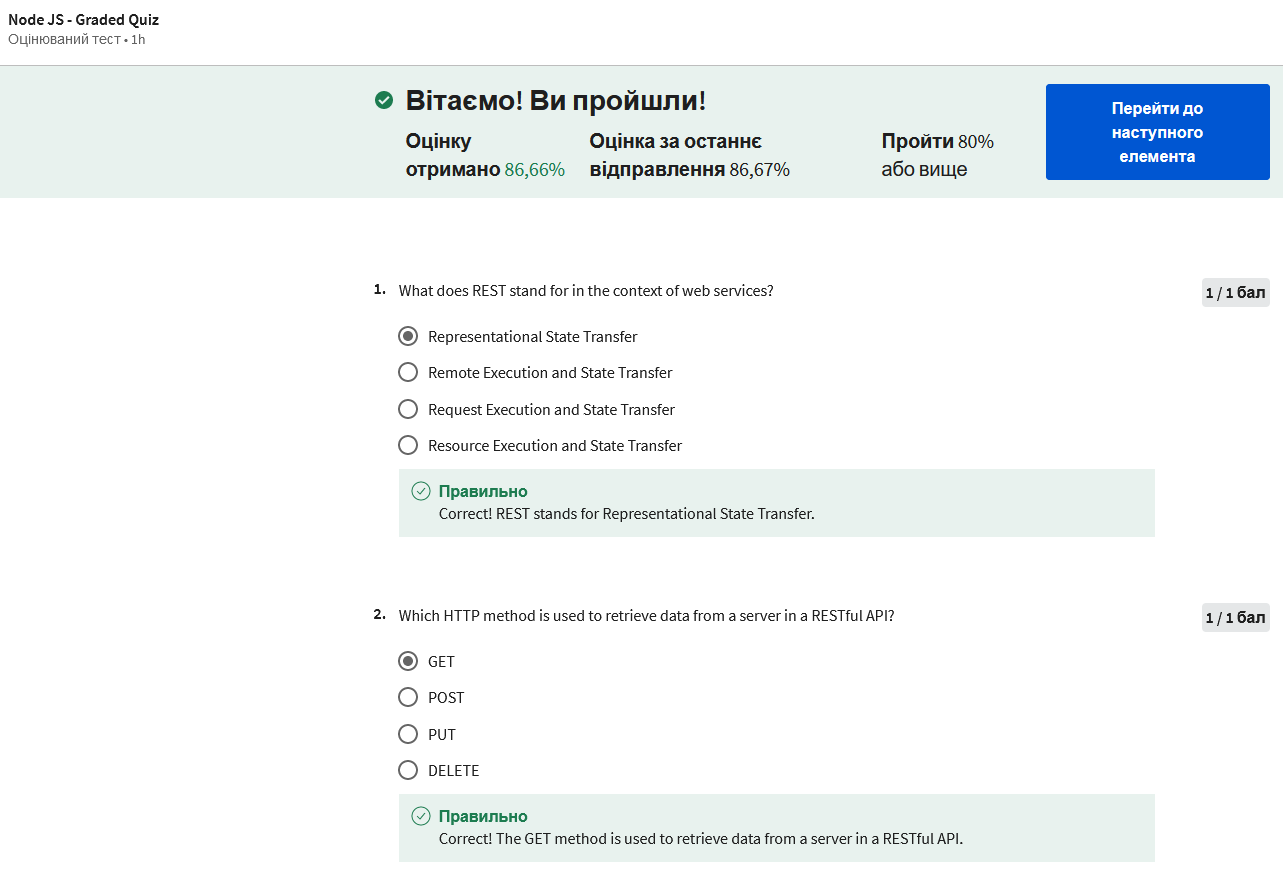 Node JS - Graded Quiz
Оцінюваний тест • 1h
Вітаємо! Ви пройшли!
Оцінку отримано 86,66%
Оцінка за останнє відправлення 86,67%
Пройти 80% або вище
Перейти до наступного елемента
1. What does REST stand for in the context of web services?
1 / 1 бал
Representational State Transfer
Remote Execution and State Transfer
Request Execution and State Transfer
Resource Execution and State Transfer
Правильно
Correct! REST stands for Representational State Transfer.
2. Which HTTP method is used to retrieve data from a server in a RESTful API?
1 / 1 бал
GET
POST
PUT
DELETE
Правильно
Correct! The GET method is used to retrieve data from a server in a RESTful API.